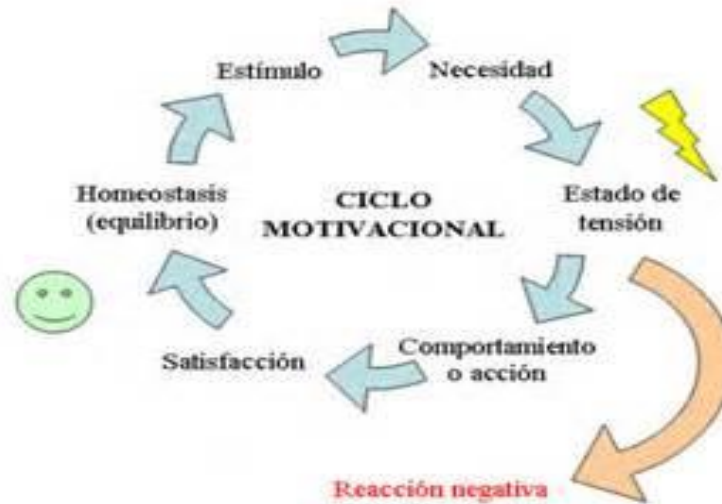 Estímulo
Necesidad
Estado de
tensión
Comportamiento
o acción
Satisfacción
Homeostasis
(equilibrio)
CICLO
MOTIVACIONAL
Reacción negativa